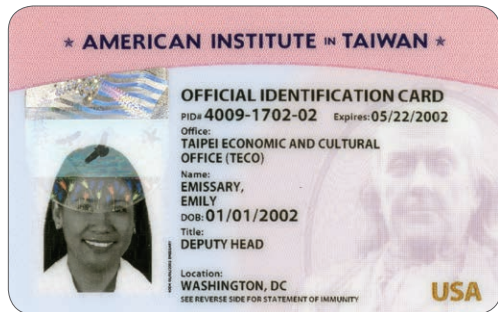 ★ AMERICAN INSTITUTE IN TAIWAN ★
OFFICIAL IDENTIFICATION CARD
PID# 4009-1702-02 Expires: 05/22/2002
Office:
TAIPEI ECONOMIC AND CULTURAL
OFFICE (TECO)
Name:
EMISSARY,
EMILY
DOB: 01/01/2002
Title:
DEPUTY HEAD
Location:
WASHINGTON, DC
SEE REVERSE SIDE FOR STATEMENT OF IMMUNITY
USA